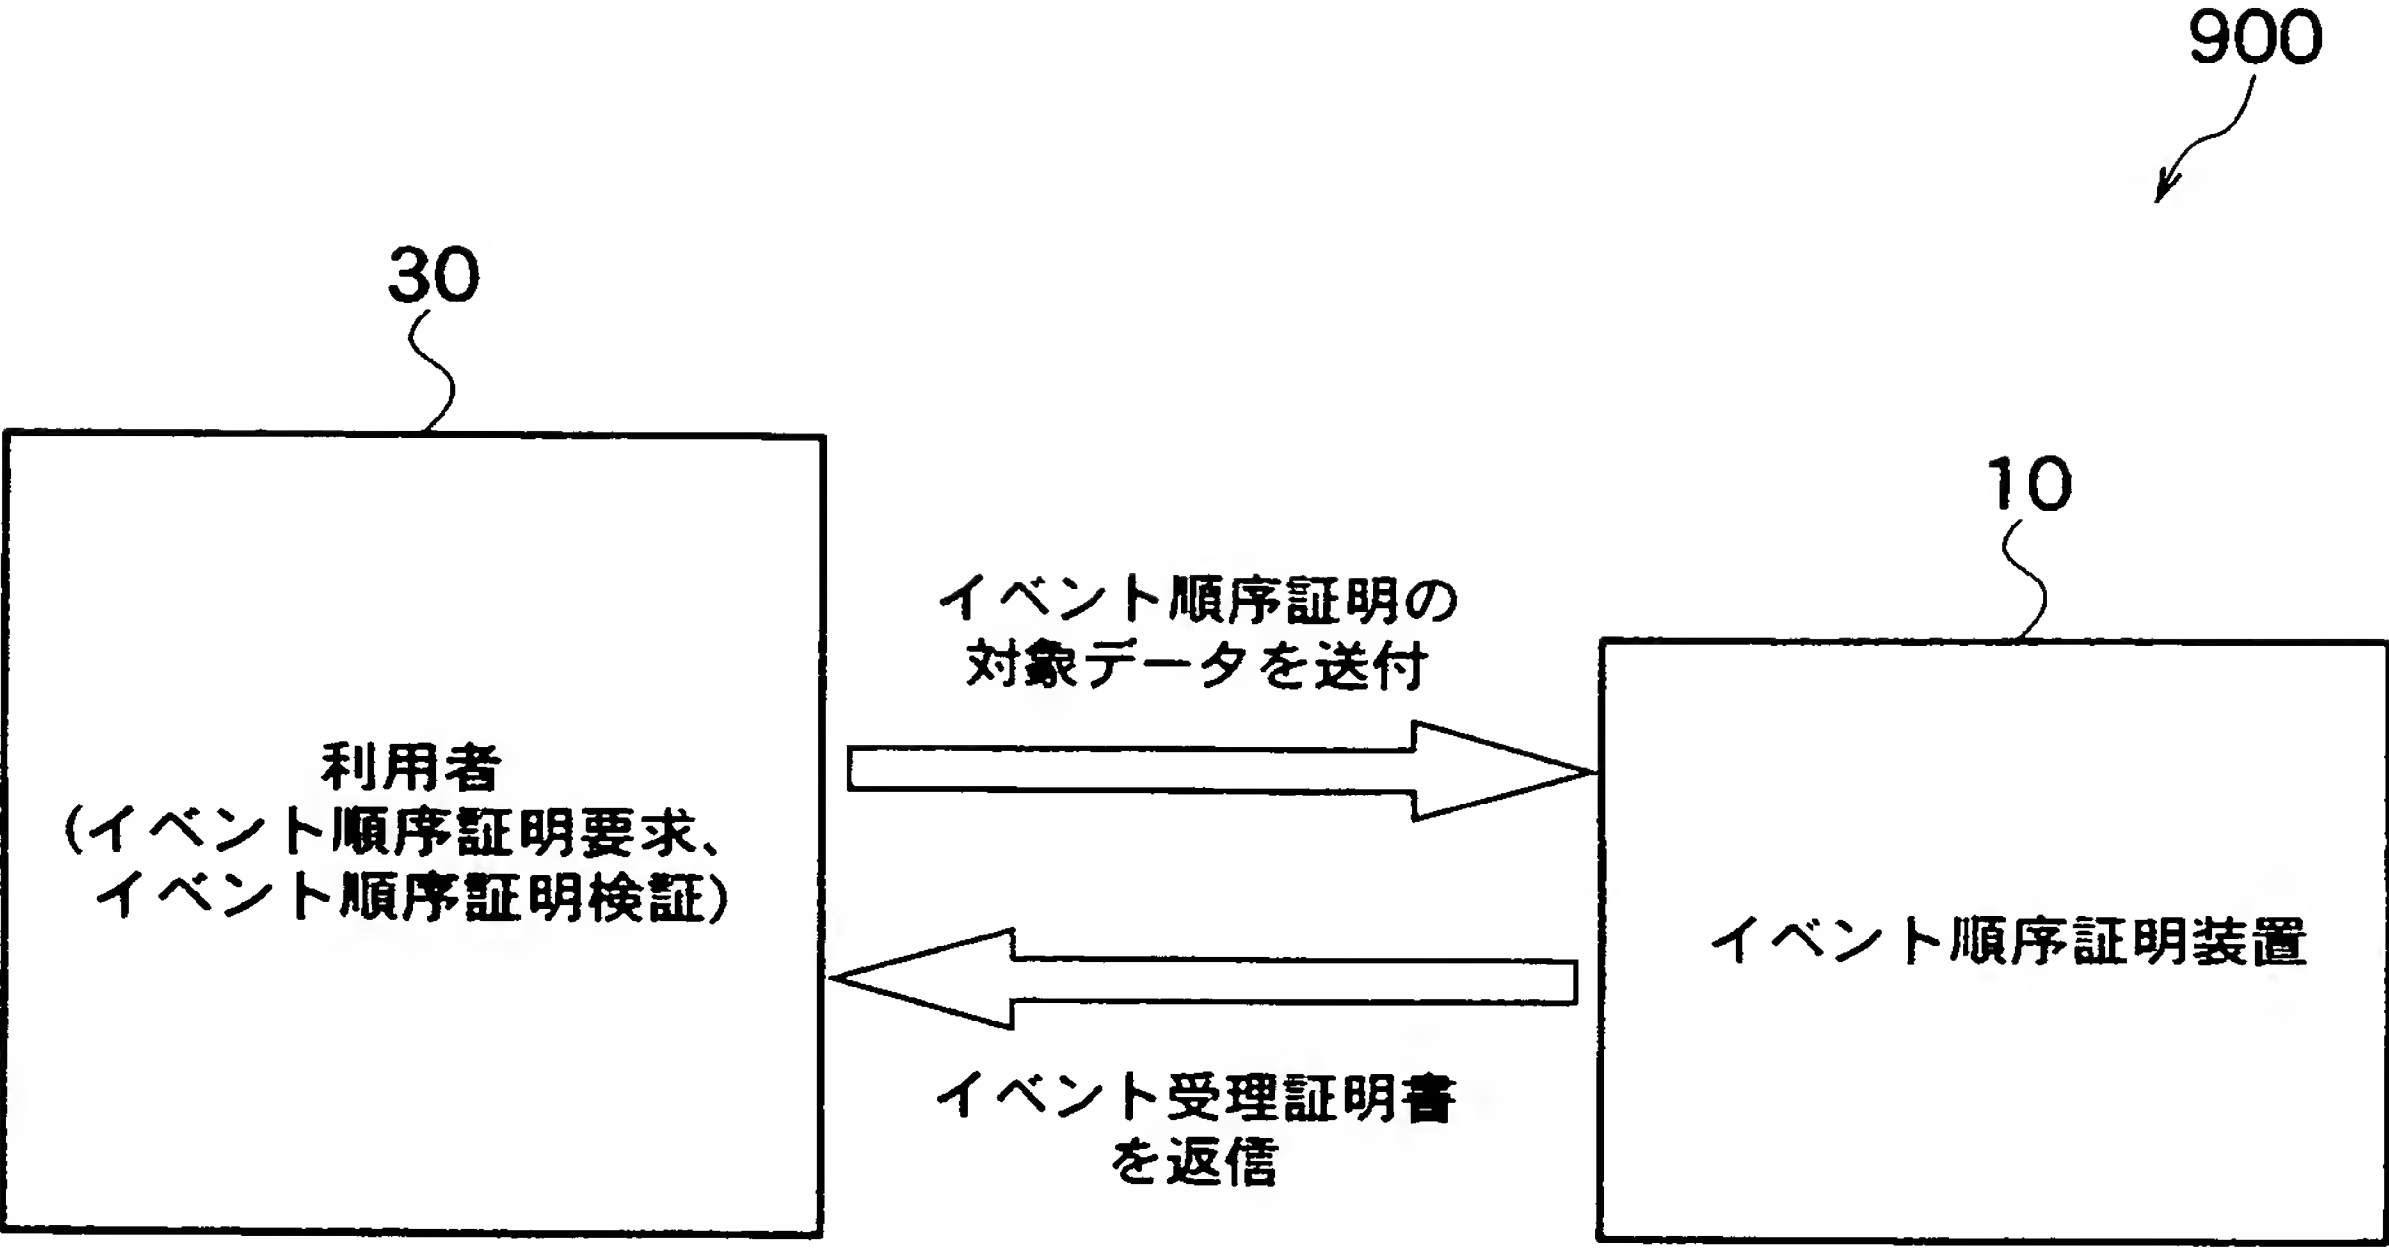 900
30
10
イベント順序証明の
対象データを送付
利用者
(イベント順序証明要求、
イベント順序証明検証)
イベント順序証明装置
イベント受理証明書
を返信